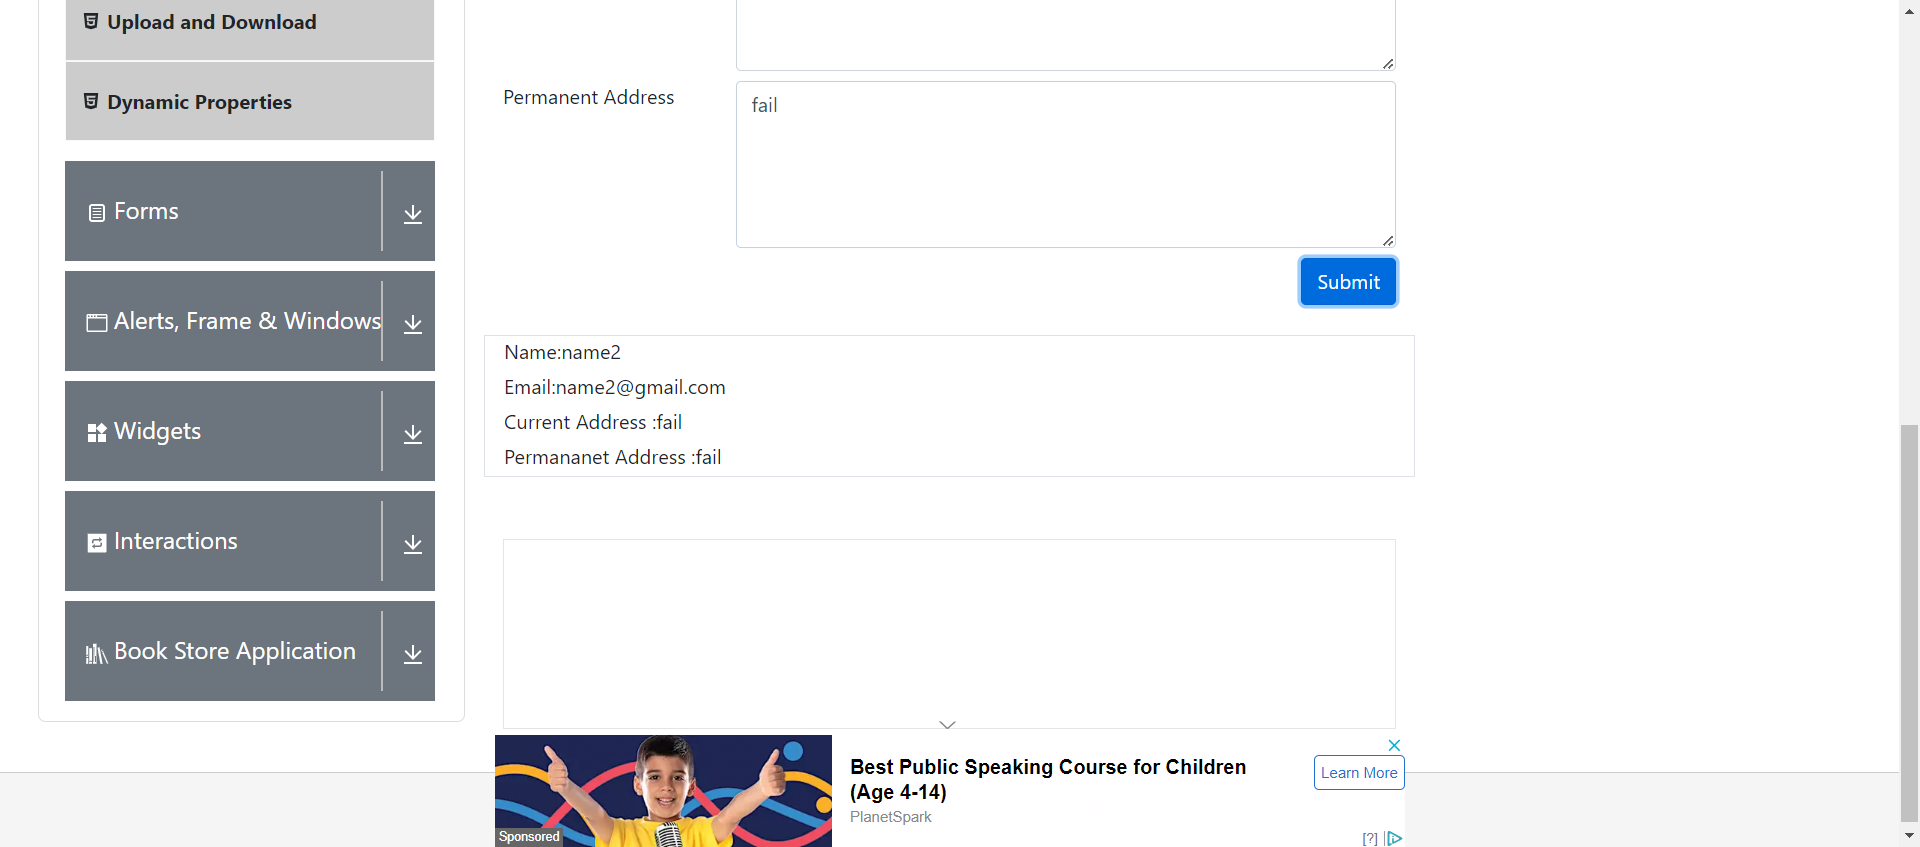 Upload and Download
Dynamic Properties
Forms
Alerts, Frame & Windows
Widgets
Interactions
Book Store Application
Permanent Address
fail
Submit
Name:name2
Email:name2@gmail.com
Current Address :fail
Permananet Address :fail
Sponsored
Best Public Speaking Course for Children
(Age 4-14)
PlanetSpark
Learn More
[?]